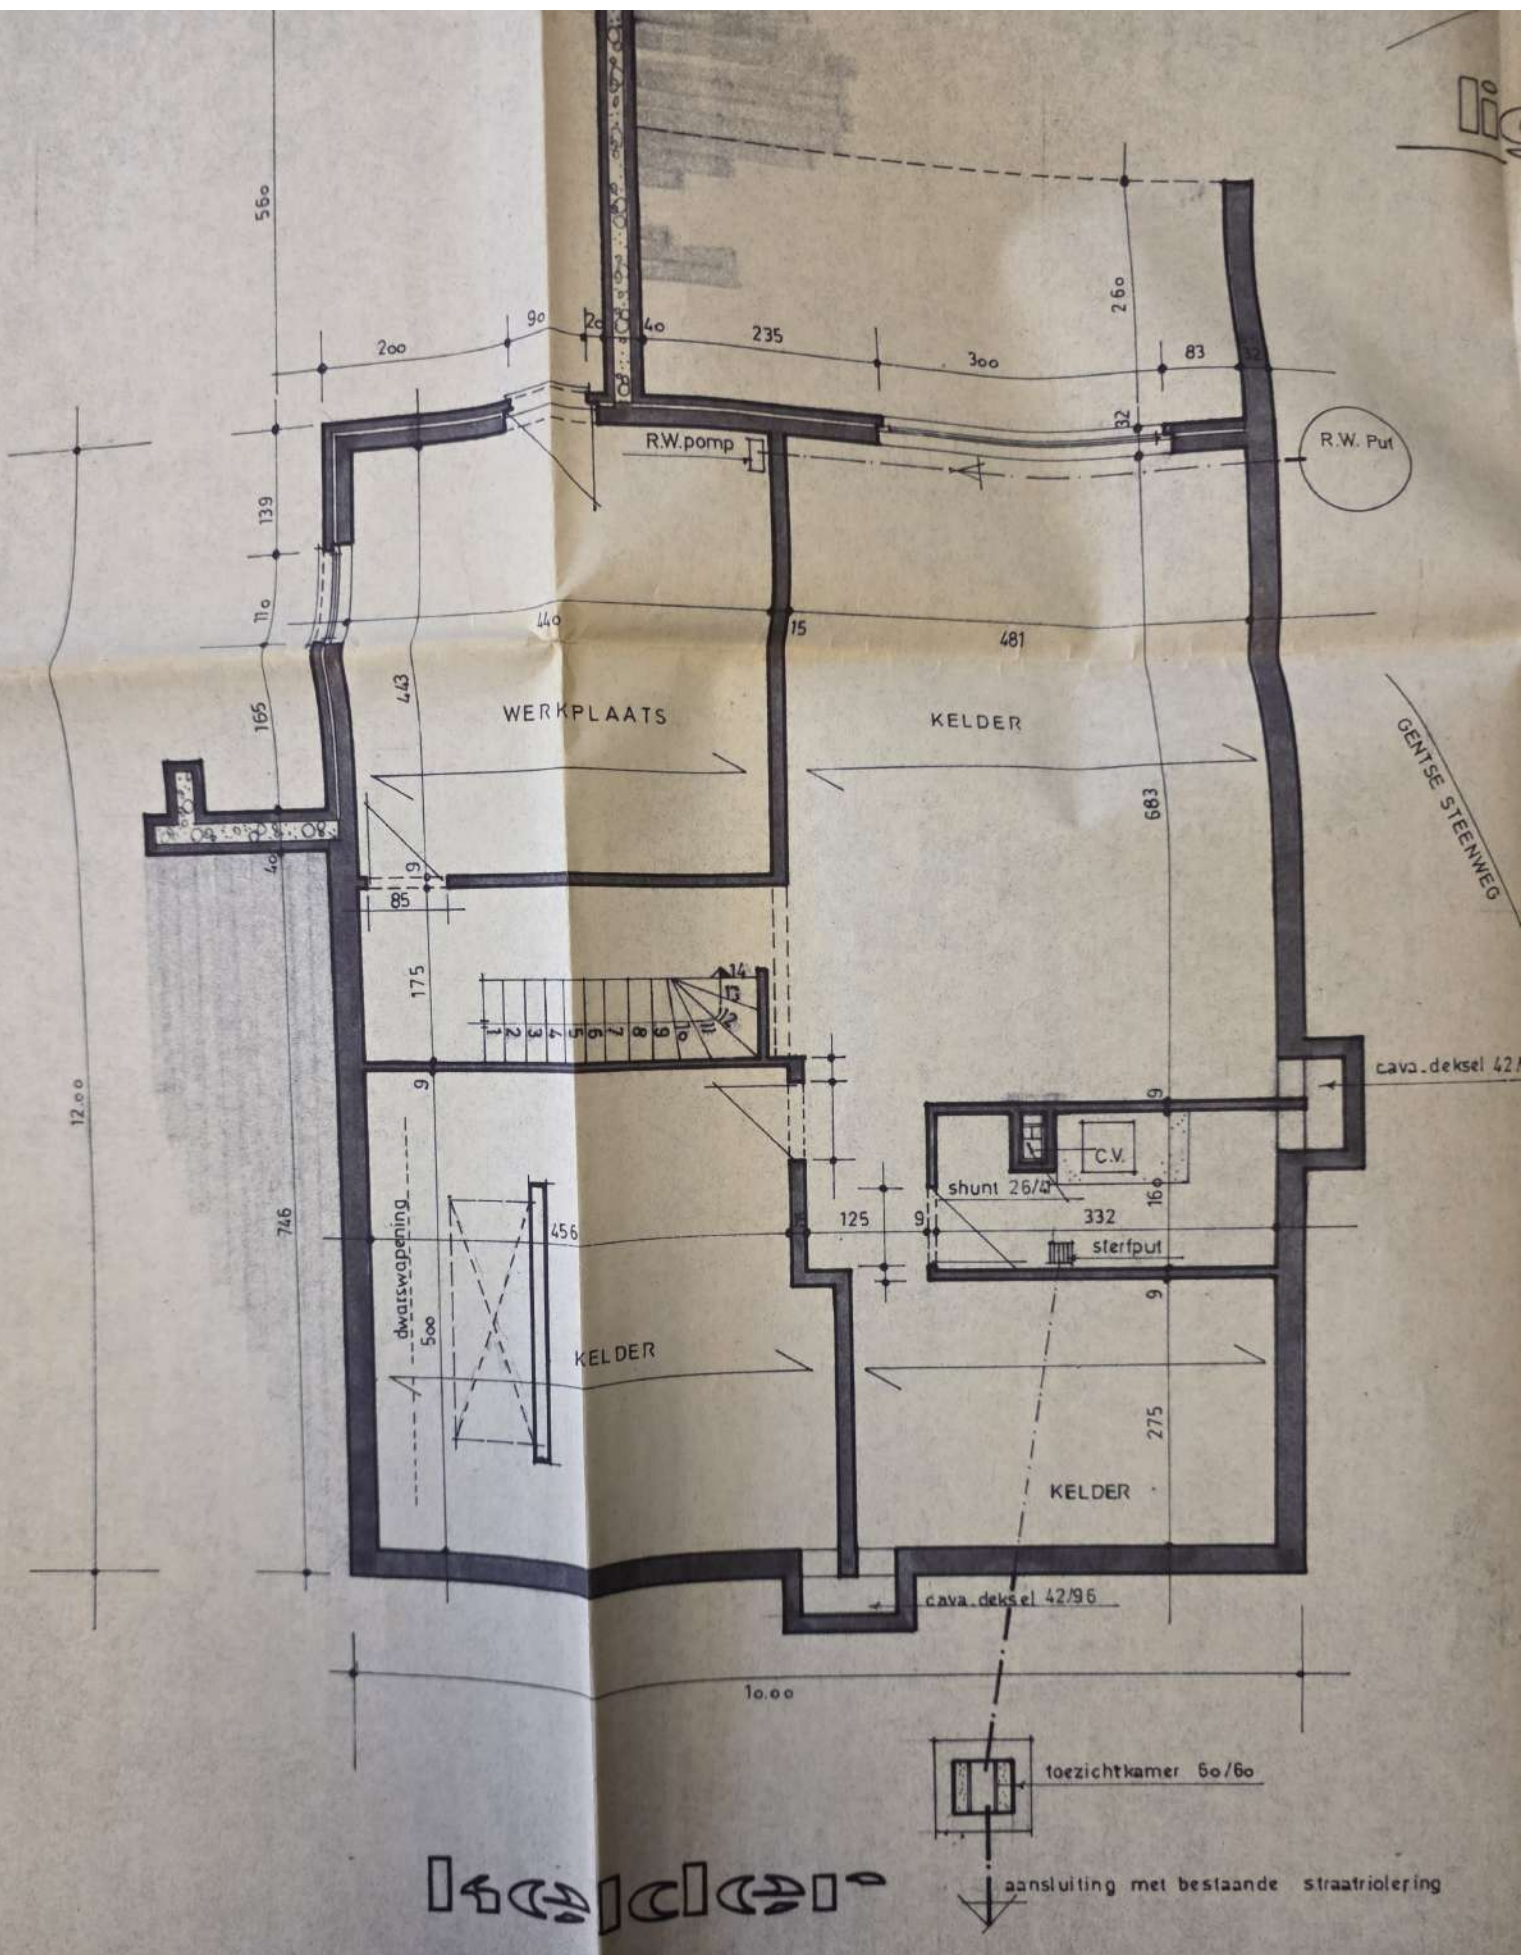 560
260
90
20
40
235
200
300
83
32
32
R.W.pomp
R.W. Put
139
110
440
15
481
443
165
WERKPLAATS
KELDER
GENTSE STEENWEG
683
40
9
85
175
14
13
12
1 2 3 4 5 6 7 8 9 10 11
9
12.00
cava.deksel 42/
9
C.V.
shunt 26/41
160
746
dwarswapening
456
15
125
9
332
sterfput
9
500
KELDER
275
KELDER
cava.deksel 42/96
10.00
toezichtkamer 60/60
kelder
aansluiting met bestaande straatriolering